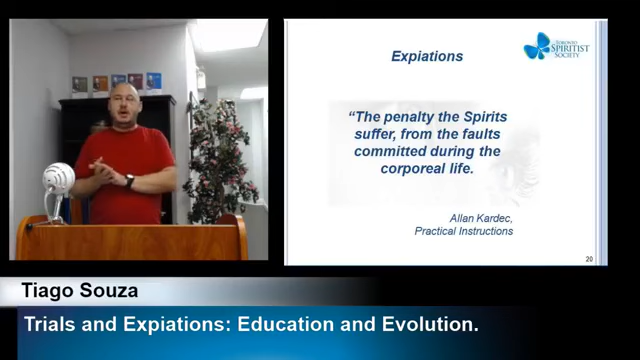 Expiations
TORONTO
SPIRITIST
SOCIETY
“The penalty the Spirits
suffer, from the faults
committed during the
corporeal life.
Allan Kardec,
Practical Instructions
20
Tiago Souza
Trials and Expiations: Education and Evolution.